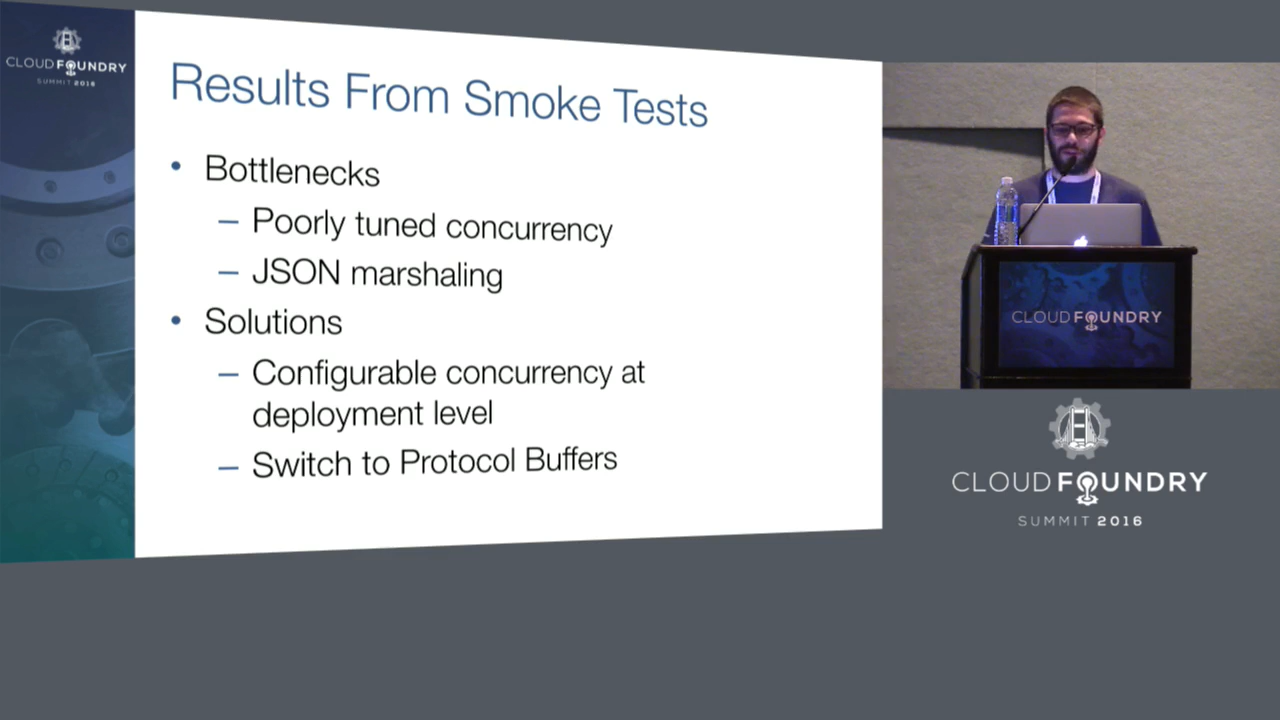 CLOUD FOUNDRY
SUMMIT 2016
Results From Smoke Tests
• Bottlenecks
– Poorly tuned concurrency
– JSON marshaling
• Solutions
– Configurable concurrency at
deployment level
– Switch to Protocol Buffers
CLOUD FOUNDRY
CLOUD FOUNDRY
SUMMIT 2016